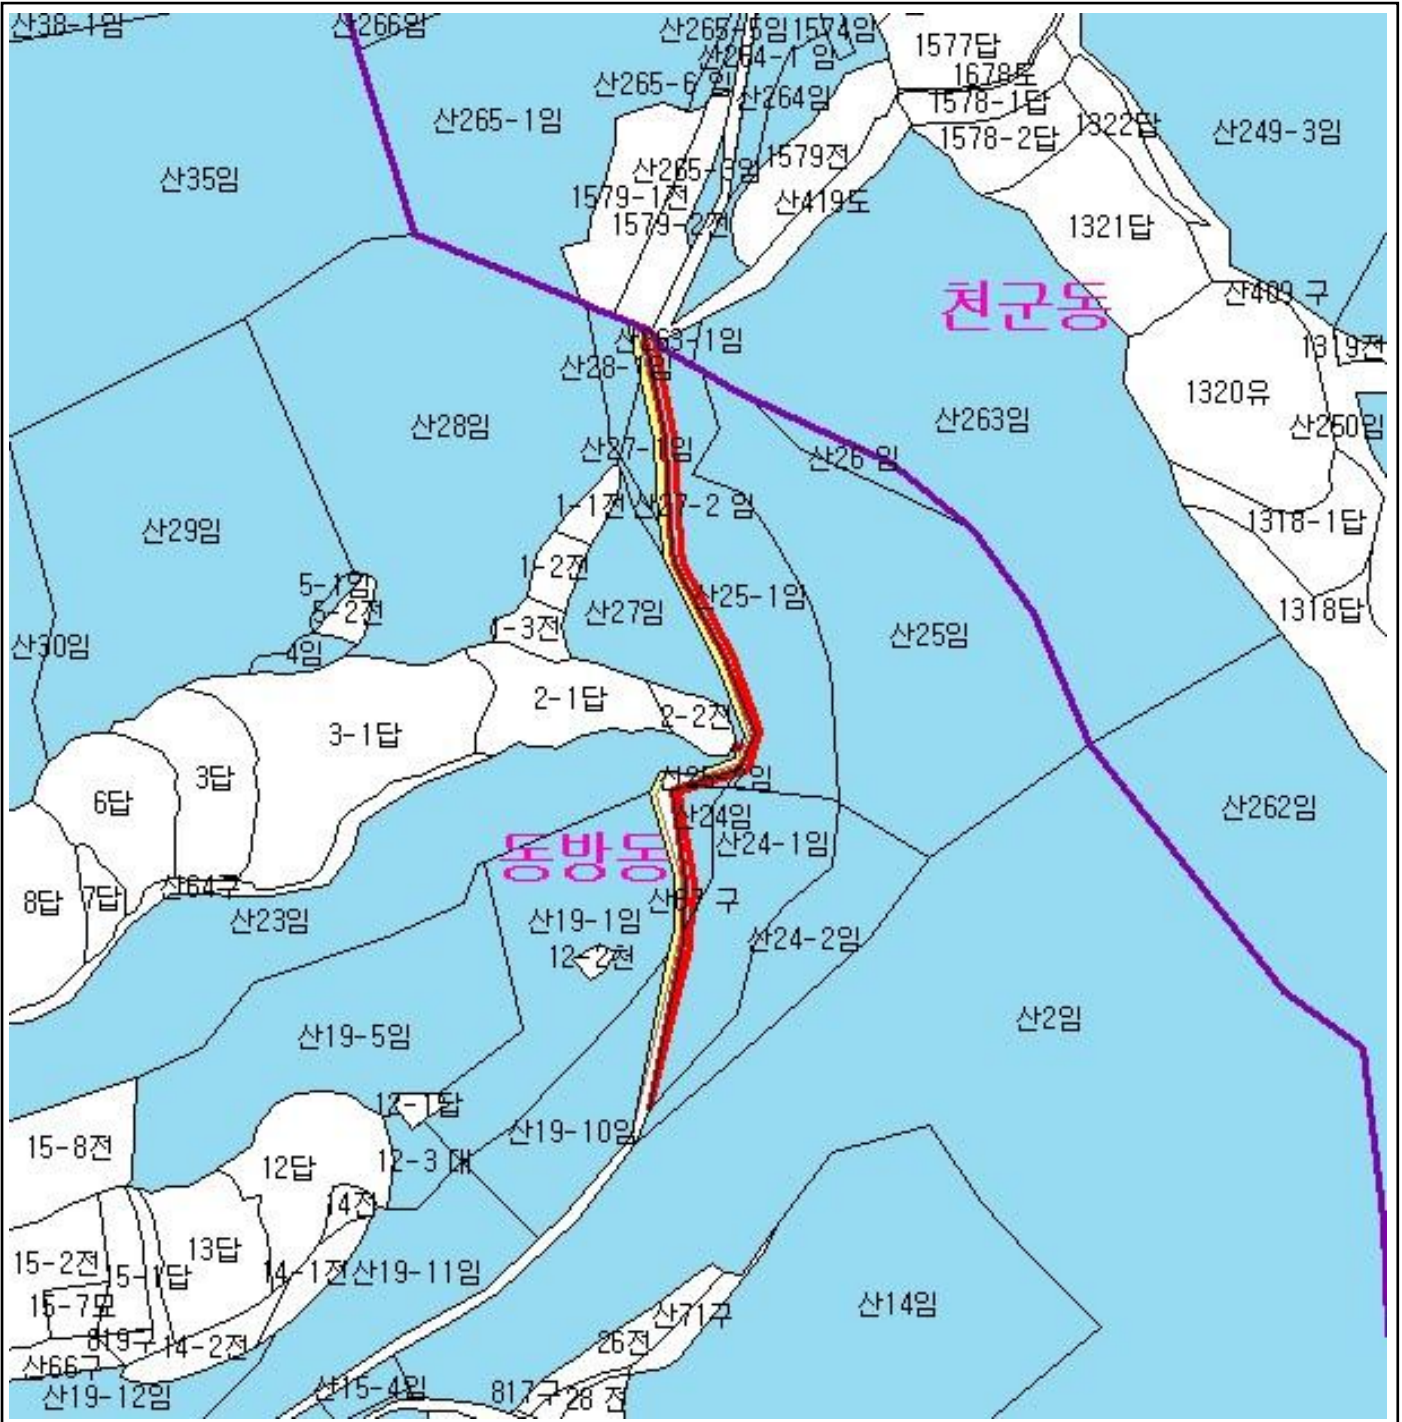 산38-1임
산266임
산265-5임
1574임
1577답
산264-1 임
산265-6 임
1678도
산264임
1578-1답
산265-1임
1322답
산249-3임
1578-2답
1579전
산265-3임
산35임
1579-1전
산419도
1579-2전
1321답
산409 구
천군동
산263-1임
1319전
산28-1임
1320유
산263임
산28임
산250임
산27-1임
산26 임
1-1전
산27-2 임
1318-1답
산29임
1-2전
5-1임
산25-1임
5-2전
산27임
1318답
1-3전
산25임
산30임
4임
2-1답
2-2전
3-1답
3답
6답
산262임
산24임
산24-1임
동방동
산64구
8답
7답
산67 구
산23임
산19-1임
산24-2임
12-2천
산2임
산19-5임
12-1답
산19-10임
15-8전
12답
12-3 대
14전
13답
15-2전
15-1답
14-1전
산19-11임
15-7묘
산14임
산71구
819구
14-2전
26전
산66구
산19-12임
산15-4임
817구
28 전